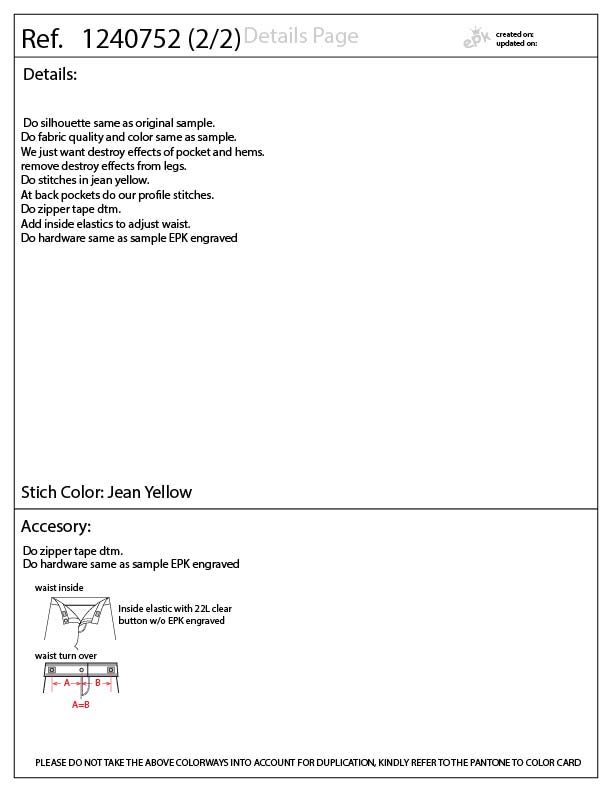 Ref. 1240752 (2/2) Details Page
epk
created on:
updated on:
Details:
Do silhouette same as original sample.
Do fabric quality and color same as sample.
We just want destroy effects of pocket and hems.
remove destroy effects from legs.
Do stitches in jean yellow.
At back pockets do our profile stitches.
Do zipper tape dtm.
Add inside elastics to adjust waist.
Do hardware same as sample EPK engraved
Stich Color: Jean Yellow
Accesory:
Do zipper tape dtm.
Do hardware same as sample EPK engraved
waist inside
Inside elastic with 22L clear
button w/o EPK engraved
waist turn over
A B
A=B
PLEASE DO NOT TAKE THE ABOVE COLORWAYS INTO ACCOUNT FOR DUPLICATION, KINDLY REFER TO THE PANTONE TO COLOR CARD